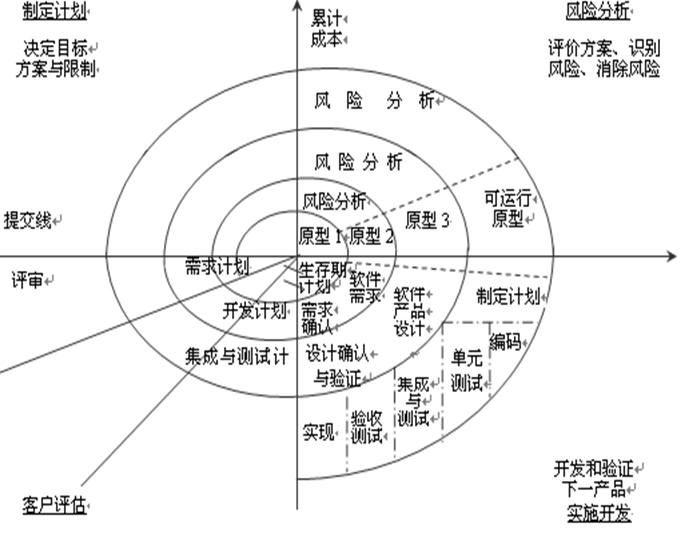 制定计划
决定目标
方案与限制
累计
成本
风险分析
评价方案、识别
风险、消除风险
风 险 分 析
风险分析
风险分析
可运行
原型
原型1
原型2
原型3
提交线
评审
需求计划
生存期
计划
软件
需求
软件
产品
设计
制定计划
开发计划
需求
确认
集成与测试计
设计确认
与验证
单元
测试
编码
集成
与
测试
实现
验收
测试
客户评估
开发和验证
下一产品
实施开发